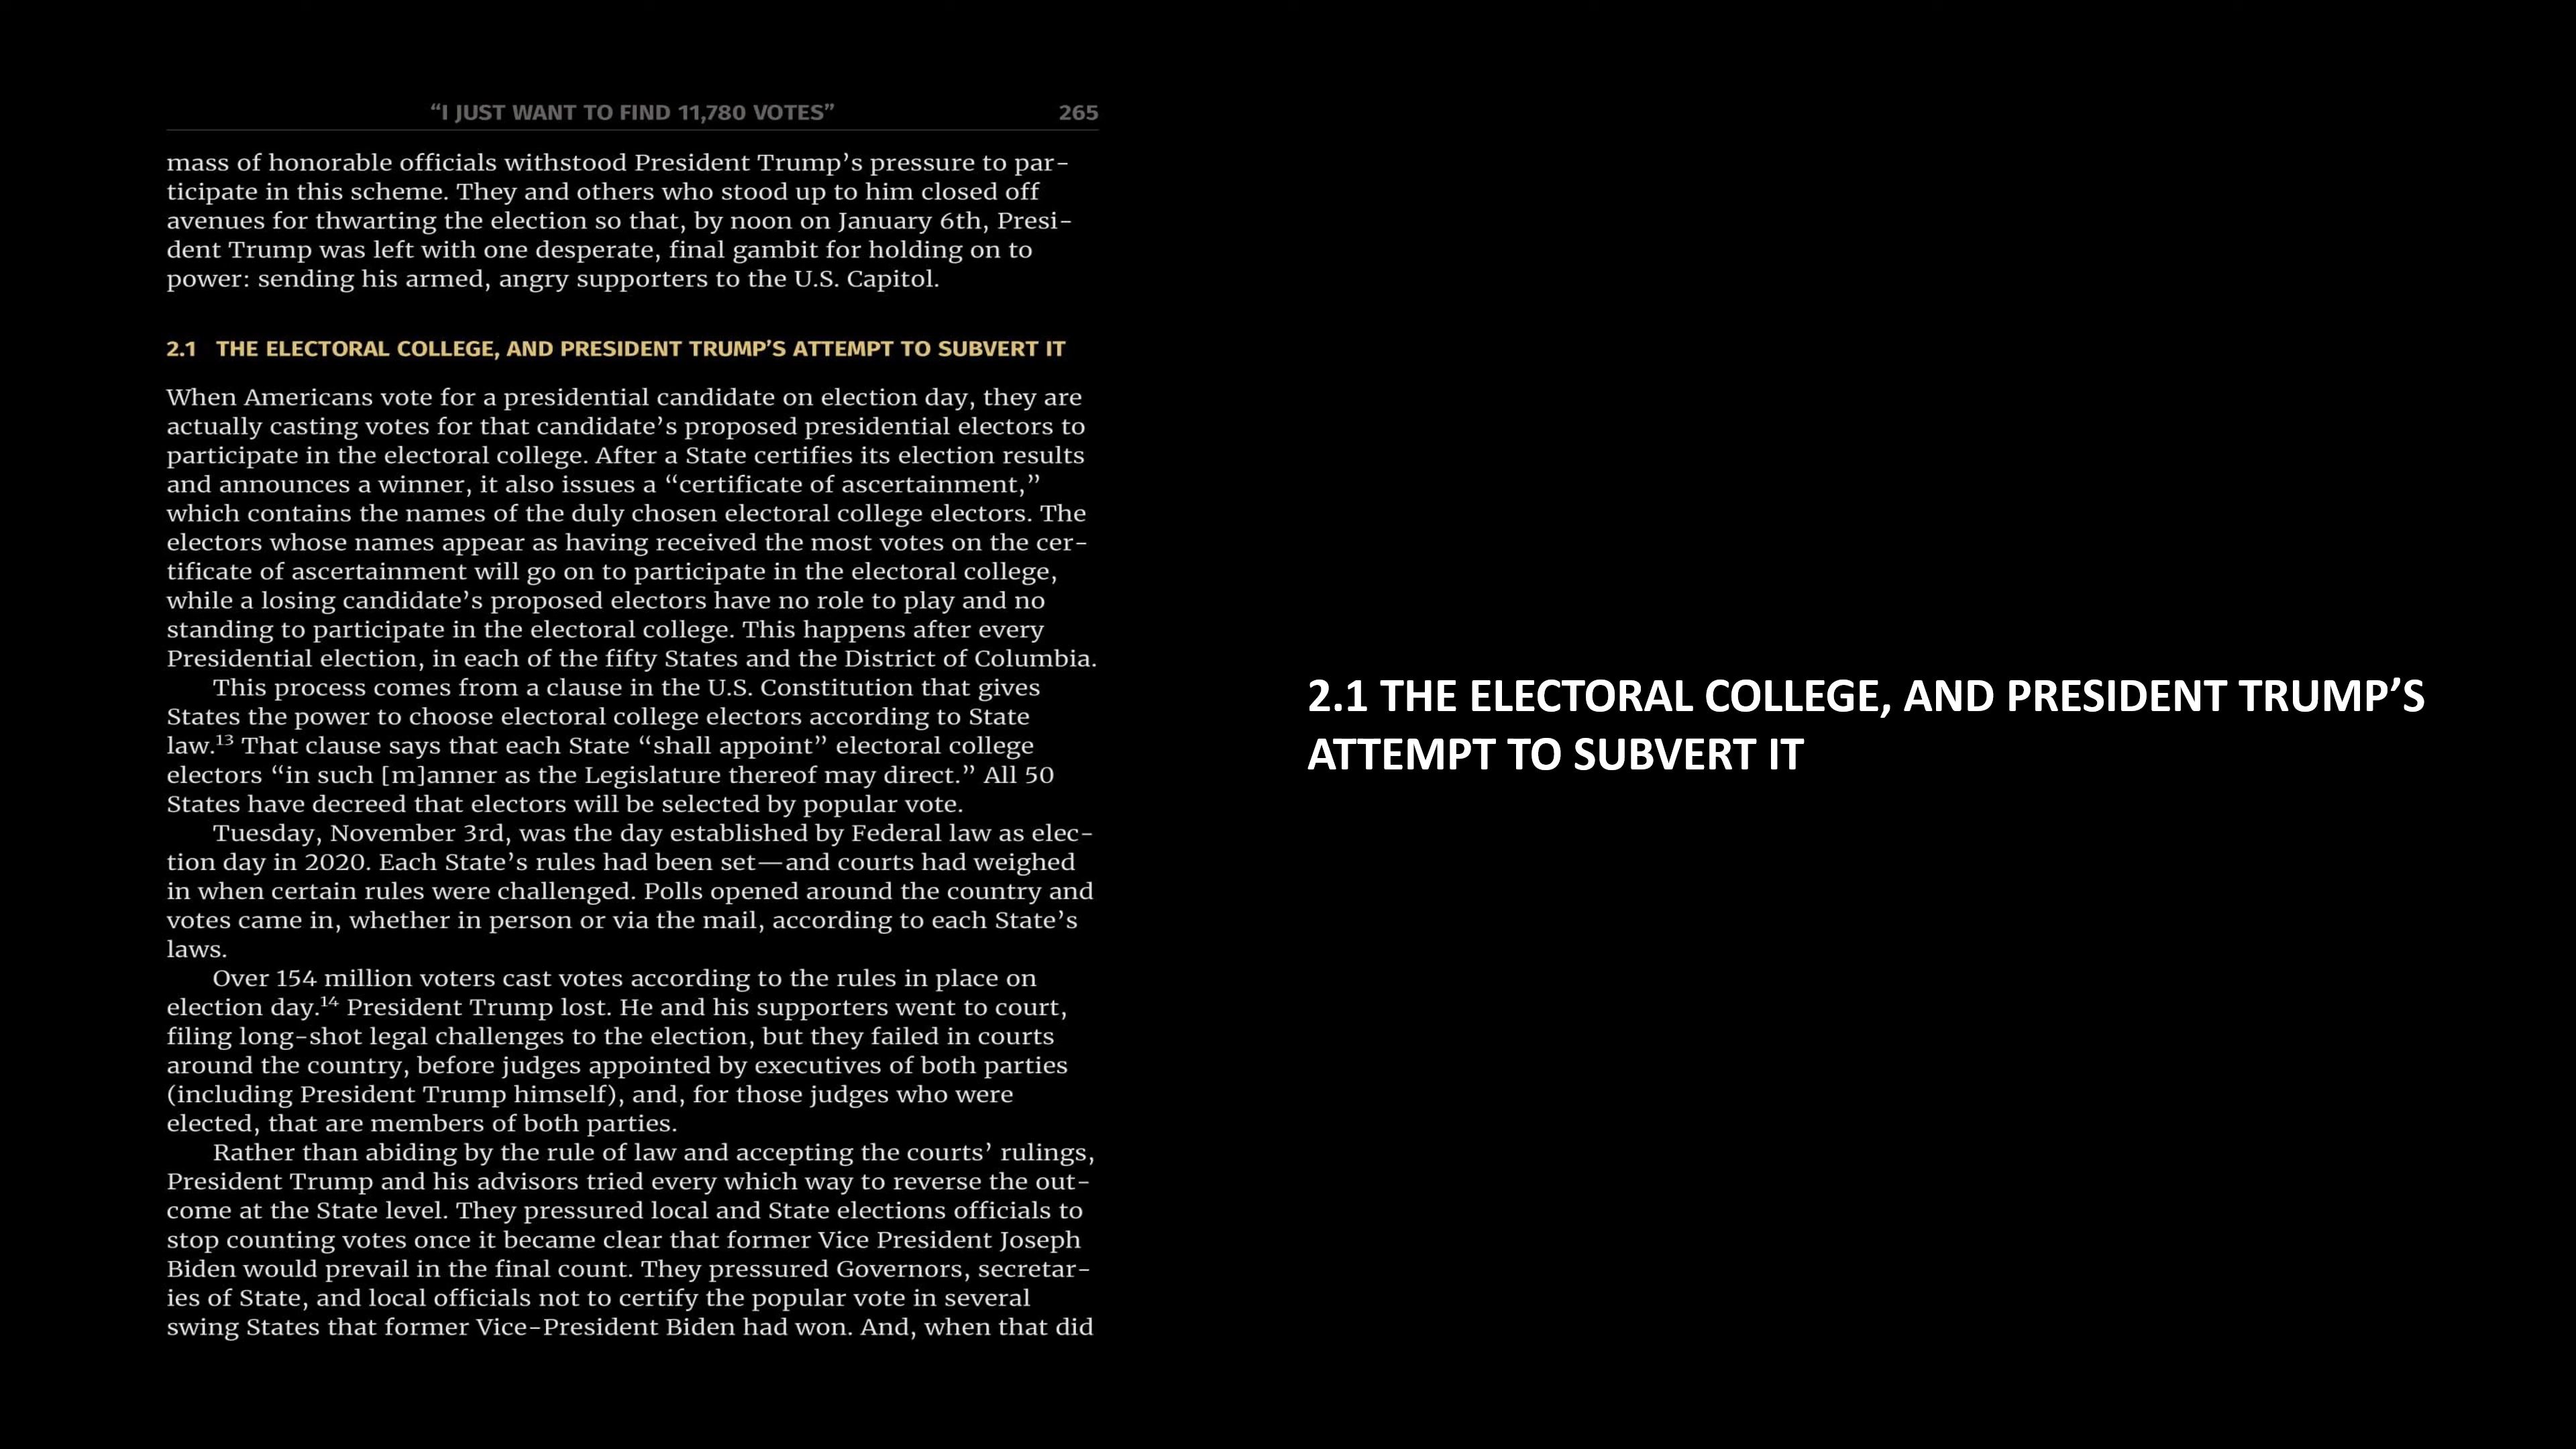 “I JUST WANT TO FIND 11,780 VOTES” 265
mass of honorable officials withstood President Trump’s pressure to par-
ticipate in this scheme. They and others who stood up to him closed off
avenues for thwarting the election so that, by noon on January 6th, Presi-
dent Trump was left with one desperate, final gambit for holding on to
power: sending his armed, angry supporters to the U.S. Capitol.
2.1 THE ELECTORAL COLLEGE, AND PRESIDENT TRUMP’S ATTEMPT TO SUBVERT IT
When Americans vote for a presidential candidate on election day, they are
actually casting votes for that candidate’s proposed presidential electors to
participate in the electoral college. After a State certifies its election results
and announces a winner, it also issues a “certificate of ascertainment,”
which contains the names of the duly chosen electoral college electors. The
electors whose names appear as having received the most votes on the cer-
tificate of ascertainment will go on to participate in the electoral college,
while a losing candidate’s proposed electors have no role to play and no
standing to participate in the electoral college. This happens after every
Presidential election, in each of the fifty States and the District of Columbia.
This process comes from a clause in the U.S. Constitution that gives
States the power to choose electoral college electors according to State
law.¹³ That clause says that each State “shall appoint” electoral college
electors “in such [m]anner as the Legislature thereof may direct.” All 50
States have decreed that electors will be selected by popular vote.
Tuesday, November 3rd, was the day established by Federal law as elec-
tion day in 2020. Each State’s rules had been set—and courts had weighed
in when certain rules were challenged. Polls opened around the country and
votes came in, whether in person or via the mail, according to each State’s
laws.
Over 154 million voters cast votes according to the rules in place on
election day.¹⁴ President Trump lost. He and his supporters went to court,
filing long-shot legal challenges to the election, but they failed in courts
around the country, before judges appointed by executives of both parties
(including President Trump himself), and, for those judges who were
elected, that are members of both parties.
Rather than abiding by the rule of law and accepting the courts’ rulings,
President Trump and his advisors tried every which way to reverse the out-
come at the State level. They pressured local and State elections officials to
stop counting votes once it became clear that former Vice President Joseph
Biden would prevail in the final count. They pressured Governors, secretar-
ies of State, and local officials not to certify the popular vote in several
swing States that former Vice-President Biden had won. And, when that did
2.1 THE ELECTORAL COLLEGE, AND PRESIDENT TRUMP’S
ATTEMPT TO SUBVERT IT